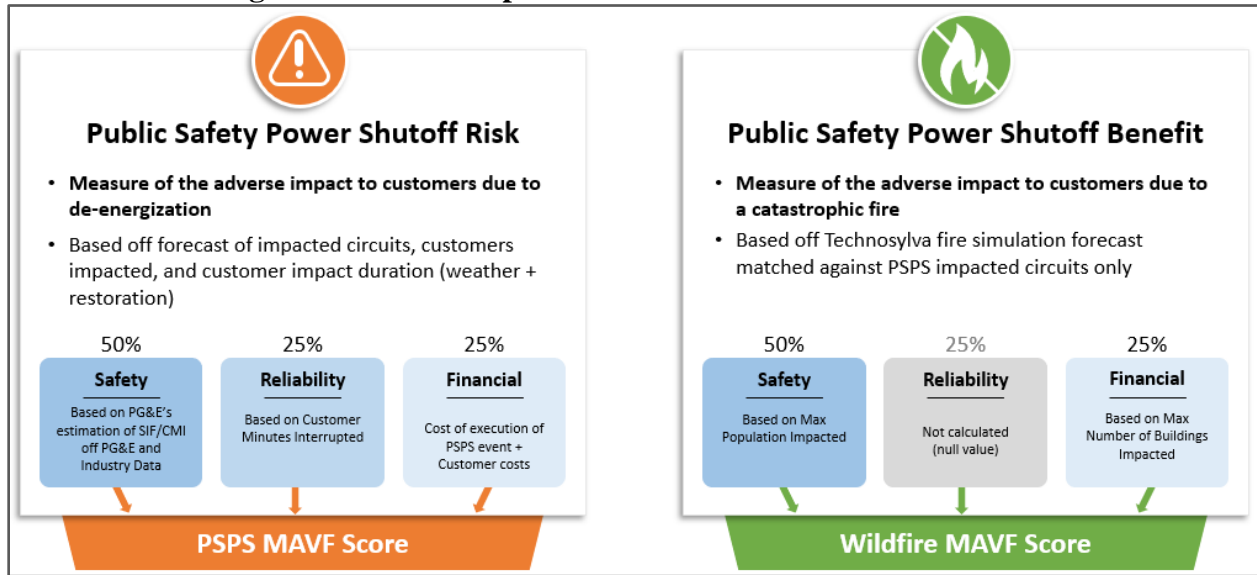 Public Safety Power Shutoff Risk
• Measure of the adverse impact to customers due to
de-energization
• Based off forecast of impacted circuits, customers
impacted, and customer impact duration (weather +
restoration)
50%
Safety
Based on PG&E's
estimation of SIF/CMI
off PG&E and
Industry Data
25%
Reliability
Based on Customer
Minutes Interrupted
25%
Financial
Cost of execution of
PSPS event +
Customer costs
PSPS MAVF Score
Public Safety Power Shutoff Benefit
• Measure of the adverse impact to customers due to
a catastrophic fire
• Based off Technosylva fire simulation forecast
matched against PSPS impacted circuits only
50%
Safety
Based on Max
Population Impacted
25%
Reliability
Not calculated
(null value)
25%
Financial
Based on Max
Number of Buildings
Impacted
Wildfire MAVF Score